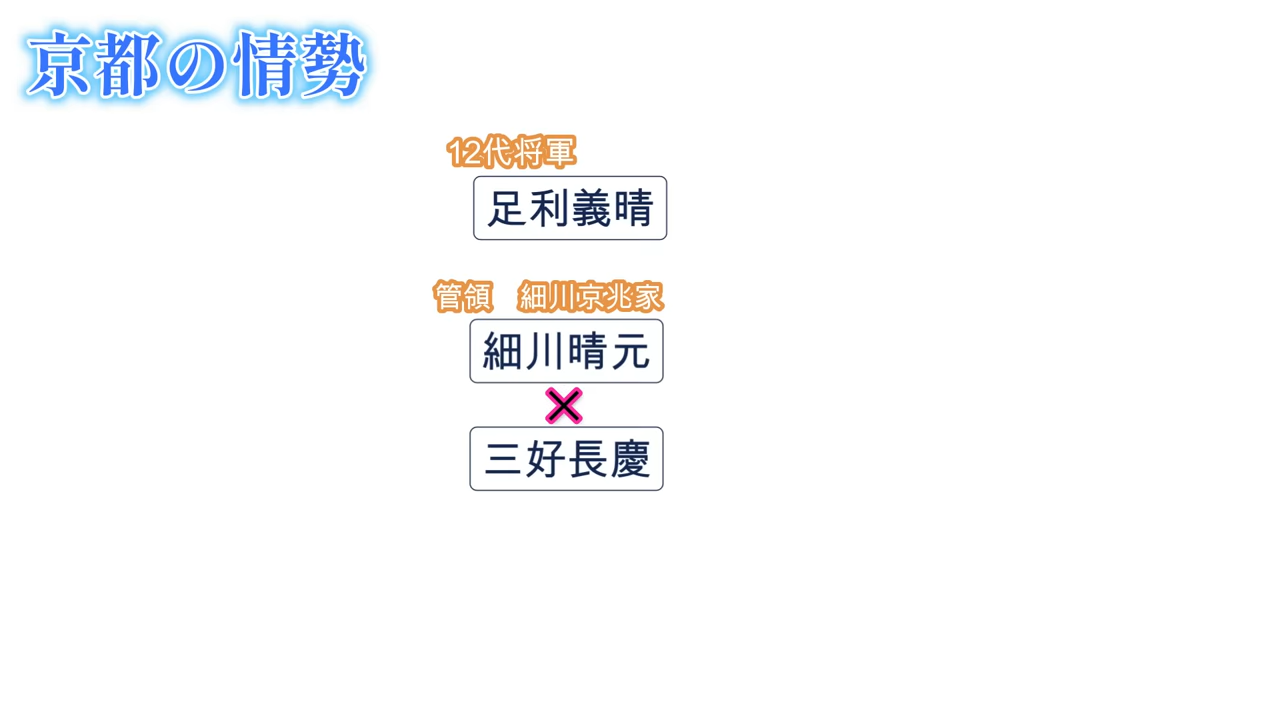 京都の情勢
12代将軍
足利義晴
管領　細川京兆家
細川晴元
三好長慶